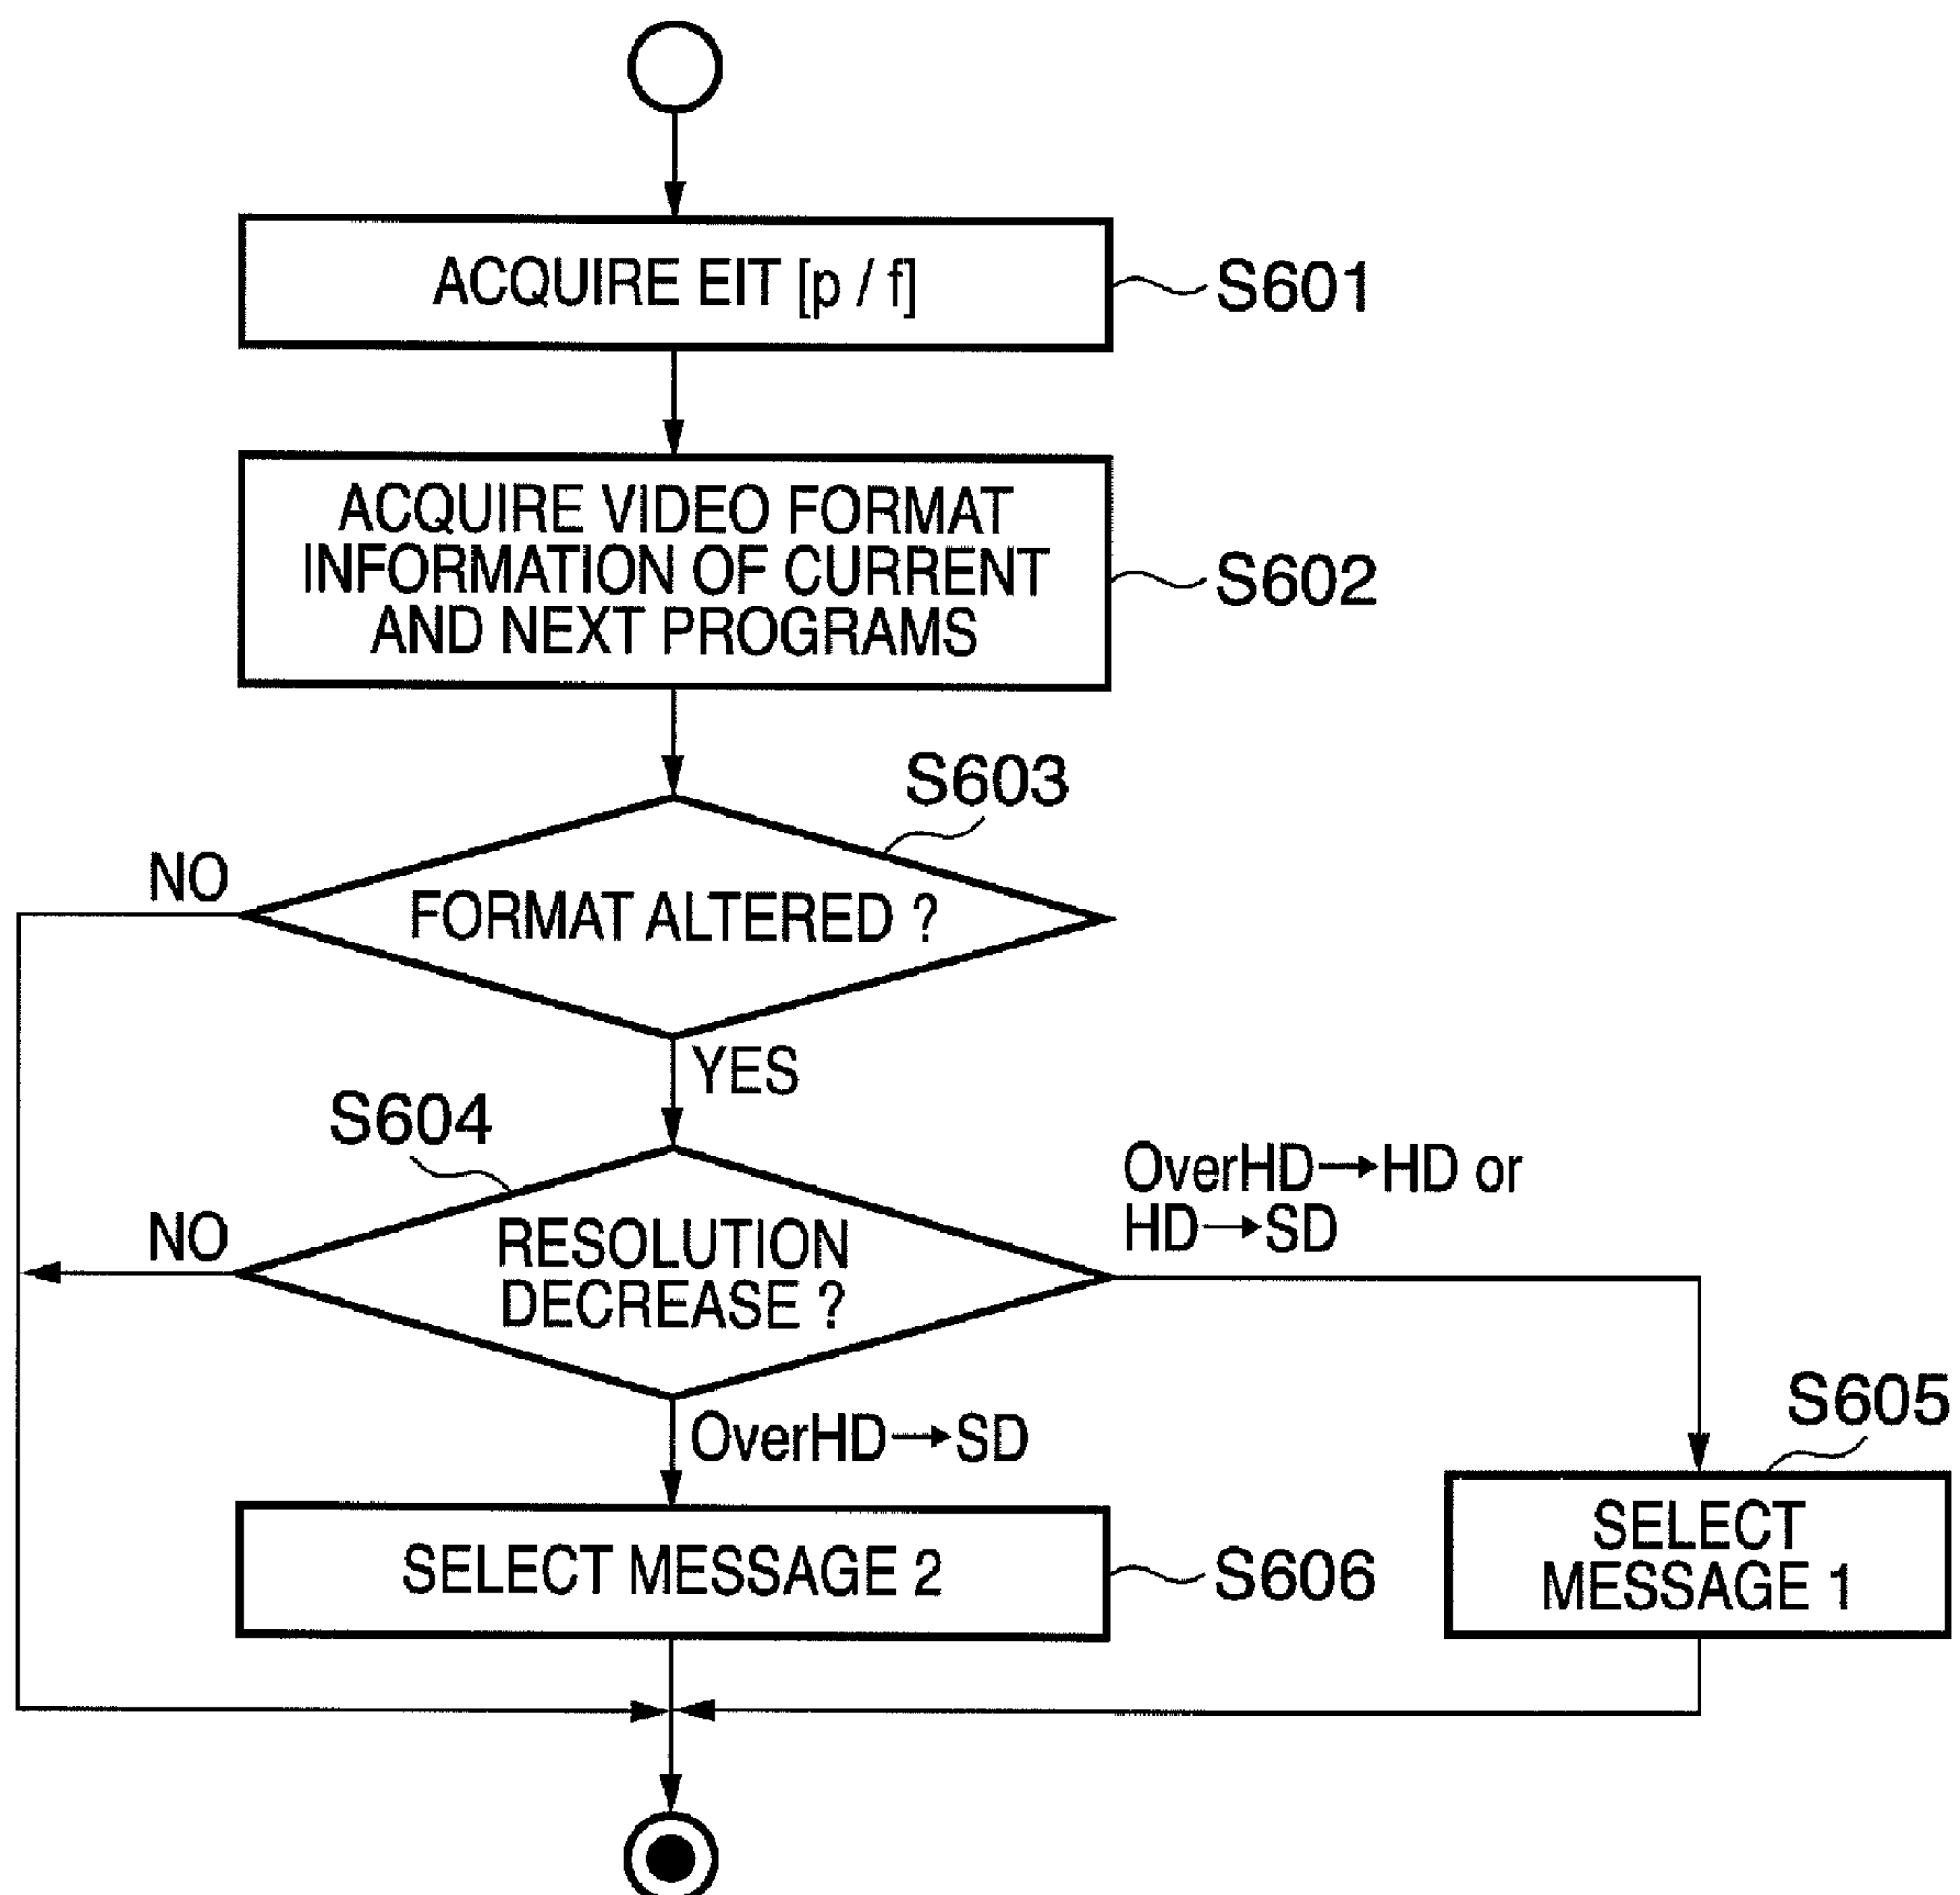 ACQUIRE EIT [p / f]
S601
ACQUIRE VIDEO FORMAT
INFORMATION OF CURRENT
AND NEXT PROGRAMS
S602
S603
NO
FORMAT ALTERED ?
YES
S604
NO
RESOLUTION
DECREASE ?
OverHD→HD or
HD→SD
OverHD→SD
S605
SELECT
MESSAGE 1
SELECT MESSAGE 2
S606